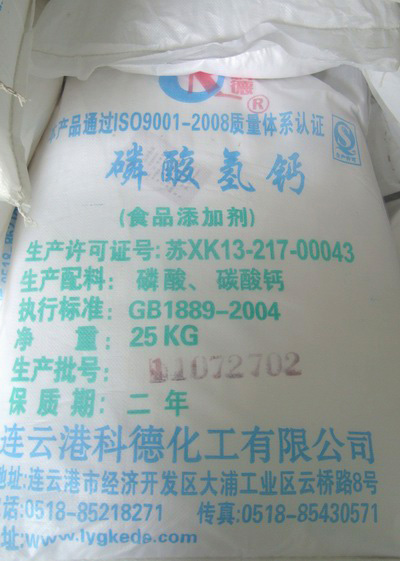 德®
本产品通过ISO9001-2008质量体系认证
磷酸氢钙
(食品添加剂)
生产许可证号:苏XK13-217-00043
生产配料: 磷酸、碳酸钙
执行标准: GB1889-2004
净 重: 25KG
生产批号: 11072702
保质期: 二年
连云港科德化工有限公司
地址:连云港市经济开发区大浦工业区云桥路8号
电话:0518-85218271 传真:0518-85430571
网址:www.lygkede.com